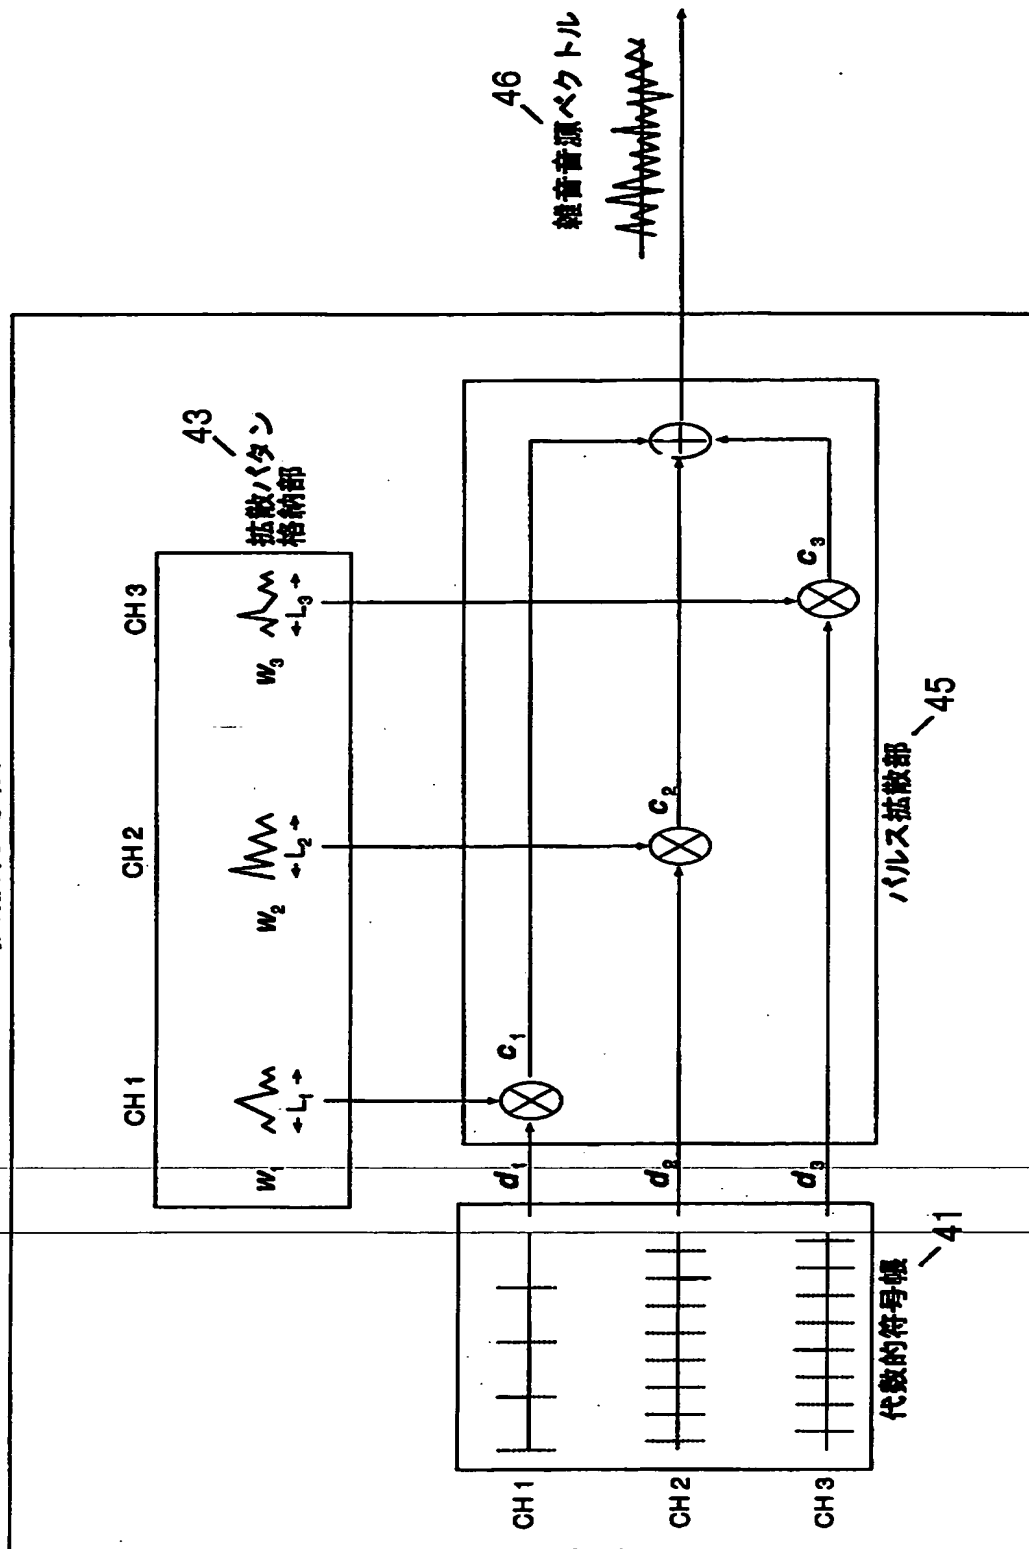 CH1
CH2
CH3
W₁
W₂
W₃
←L₁→
←L₂→
←L₃→
43
拡散パタン
格納部
46
雑音音源ベクトル
CH1
CH2
CH3
d₁
d₂
d₃
c₁
c₂
c₃
代数的符号帳
41
パルス拡散部
45